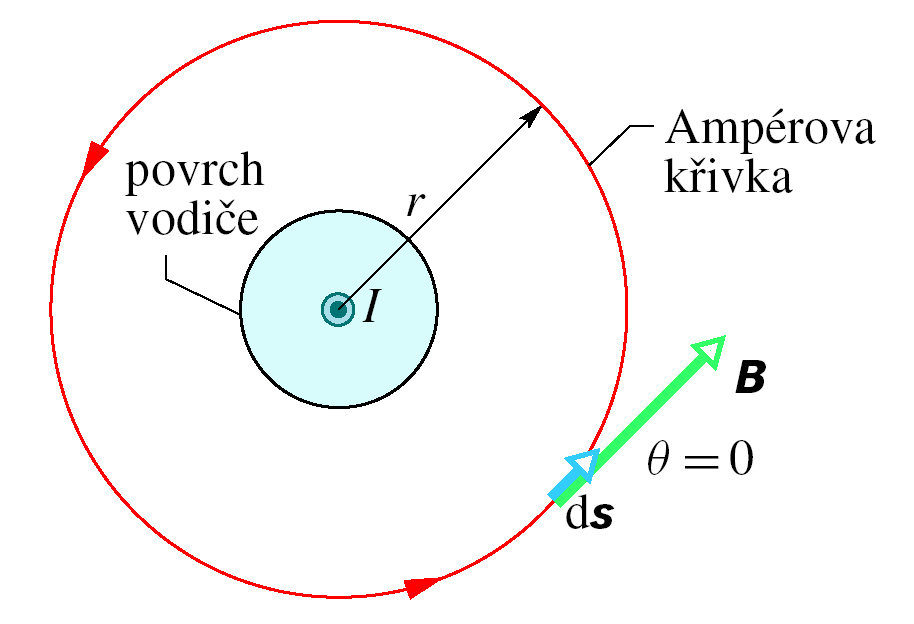 Ampérova
křivka
povrch
vodiče
r
I
B
θ = 0
ds